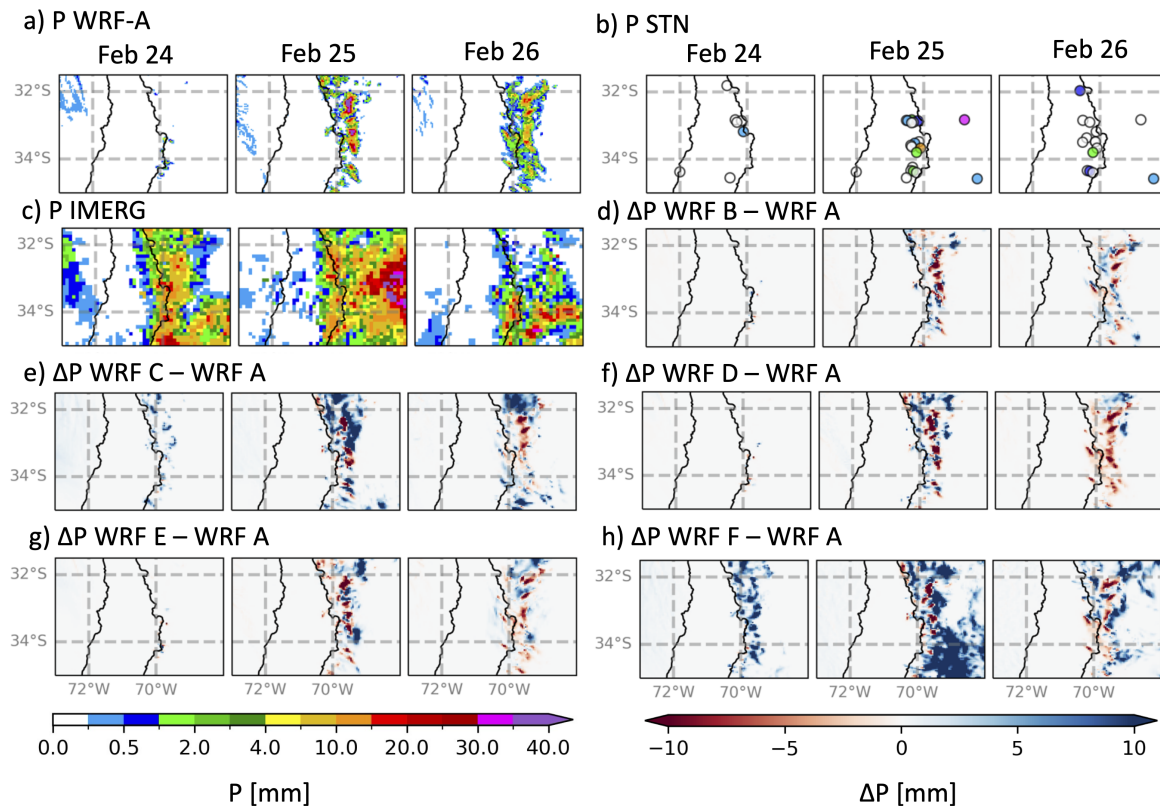 a) P WRF-A
b) P STN
Feb 24 Feb 25 Feb 26
Feb 24 Feb 25 Feb 26
32°S
34°S
32°S
34°S
c) P IMERG
d) ΔP WRF B – WRF A
32°S
34°S
32°S
34°S
e) ΔP WRF C – WRF A
f) ΔP WRF D – WRF A
32°S
34°S
32°S
34°S
g) ΔP WRF E – WRF A
h) ΔP WRF F – WRF A
32°S
34°S
32°S
34°S
72°W 70°W 72°W 70°W 72°W 70°W
72°W 70°W 72°W 70°W 72°W 70°W
0.0 0.5 2.0 4.0 10.0 20.0 30.0 40.0
−10 −5 0 5 10
P [mm]
ΔP [mm]